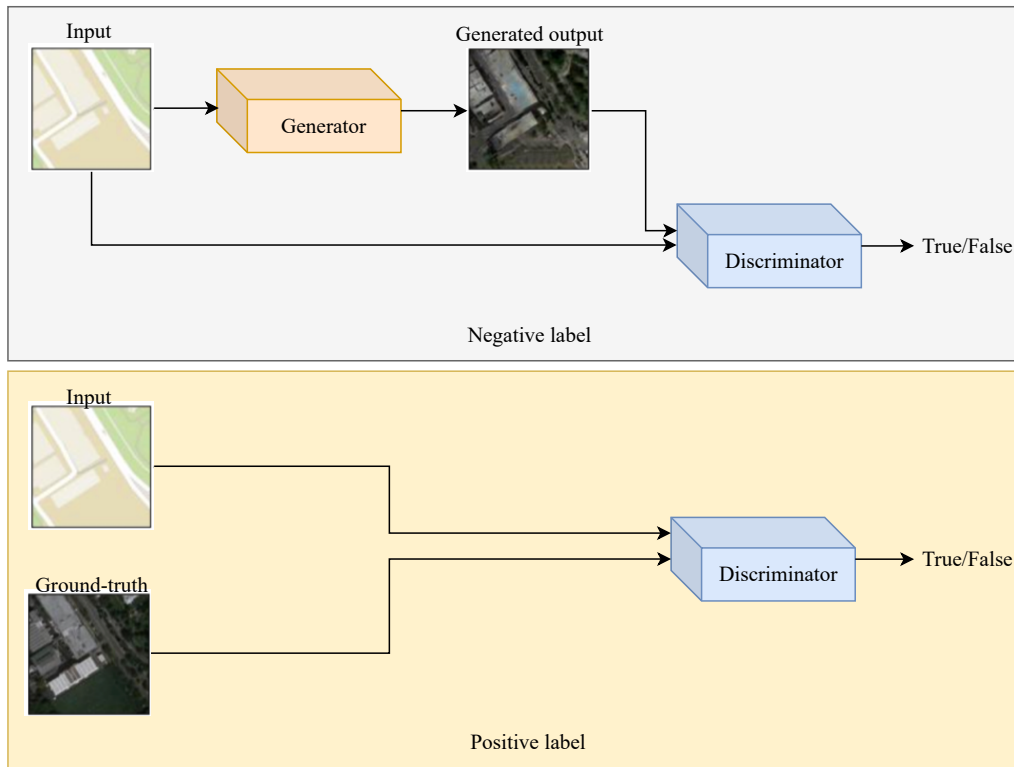 Input
Generated output
Generator
Discriminator
True/False
Negative label
Input
Ground-truth
Discriminator
True/False
Positive label